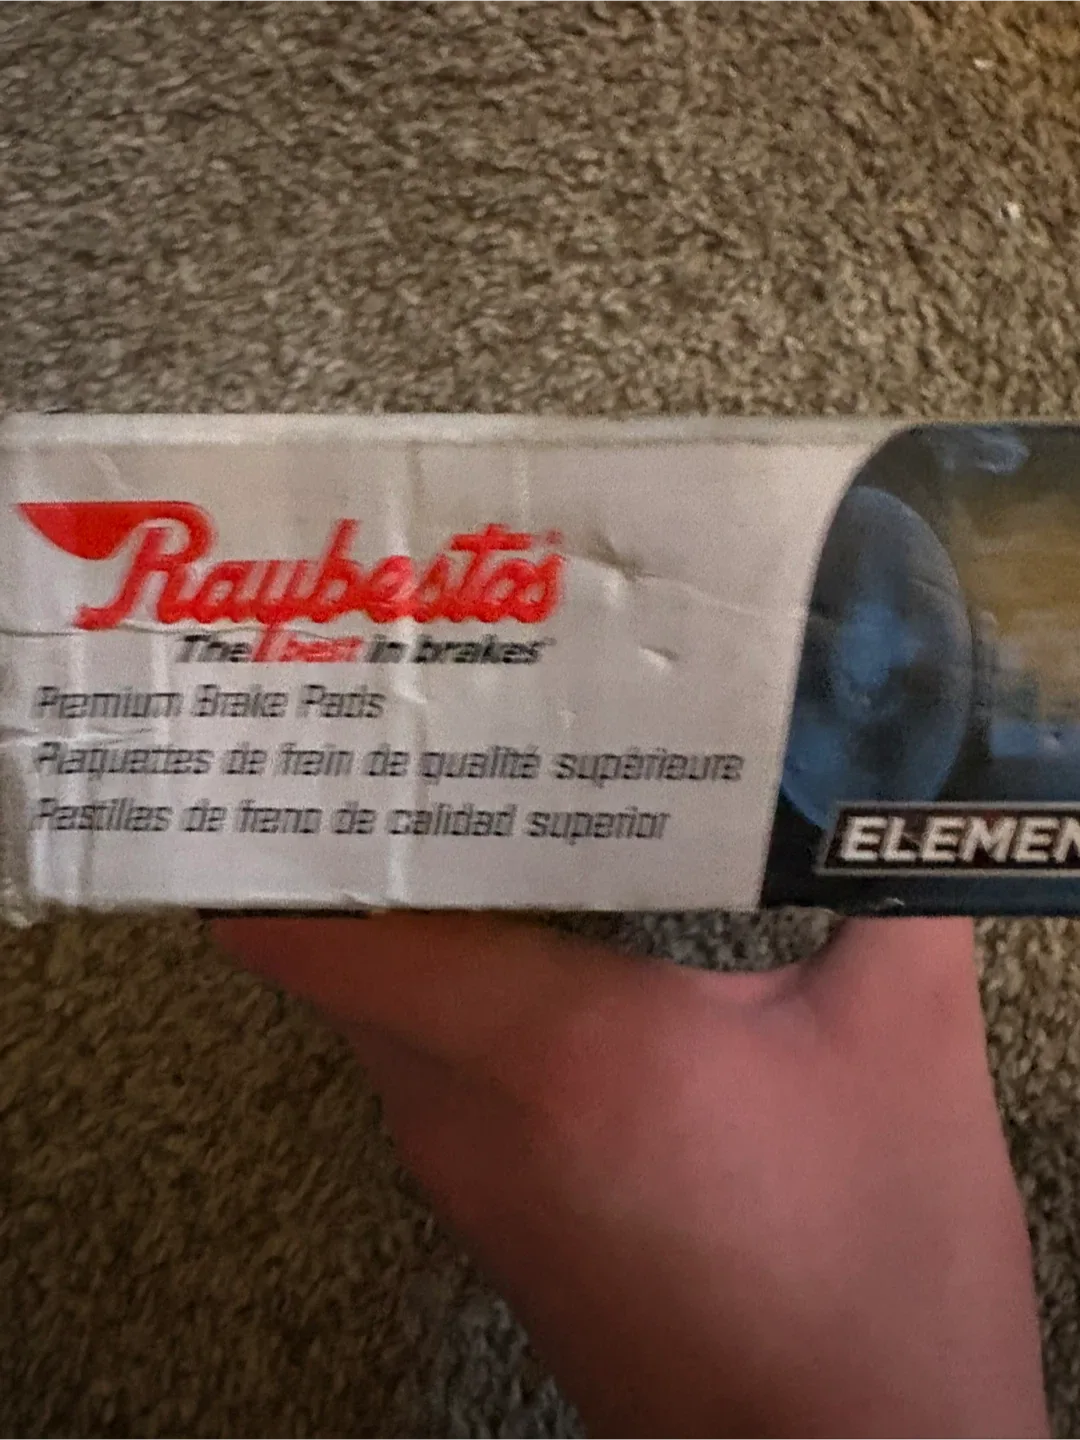 Raybestos
The best in brakes
Premium Brake Pads
Plaquettes de frein de qualité supérieure
Pastillas de freno de calidad superior
ELEMEN